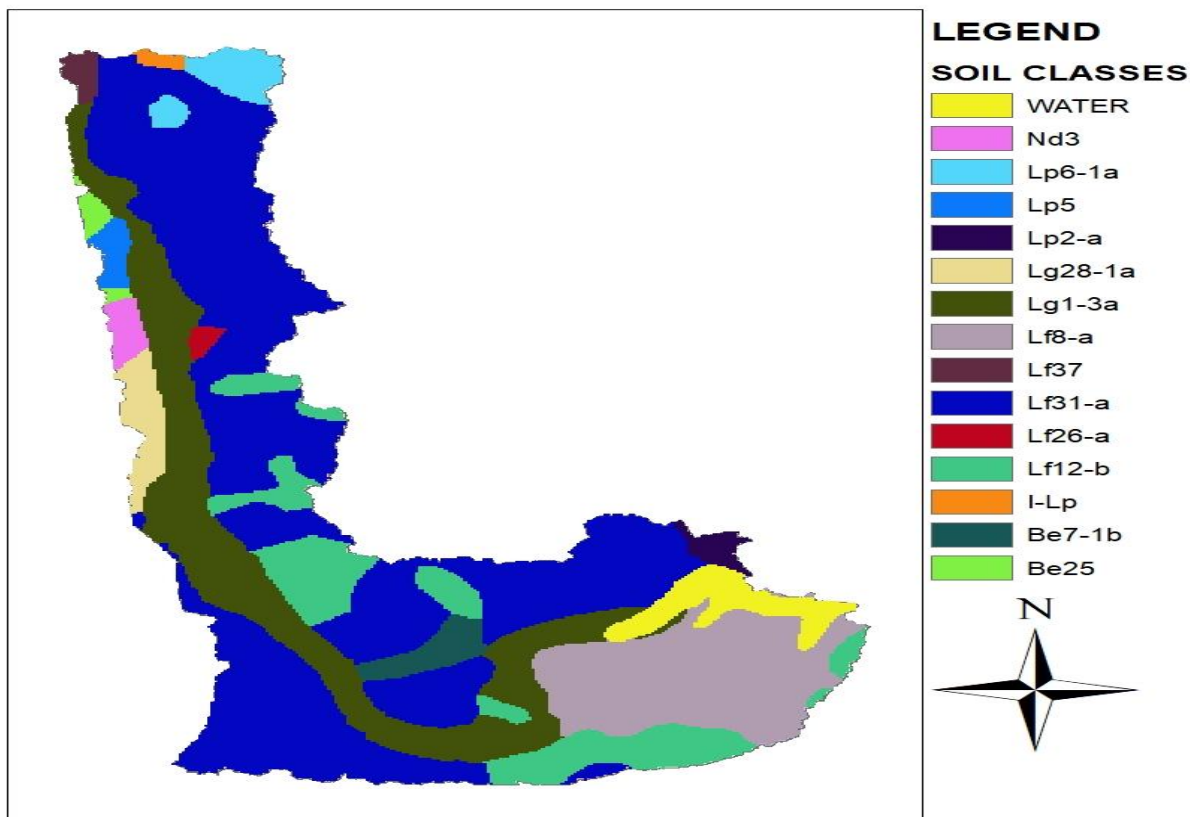 LEGEND
SOIL CLASSES
WATER
Nd3
Lp6-1a
Lp5
Lp2-a
Lg28-1a
Lg1-3a
Lf8-a
Lf37
Lf31-a
Lf26-a
Lf12-b
I-Lp
Be7-1b
Be25
N